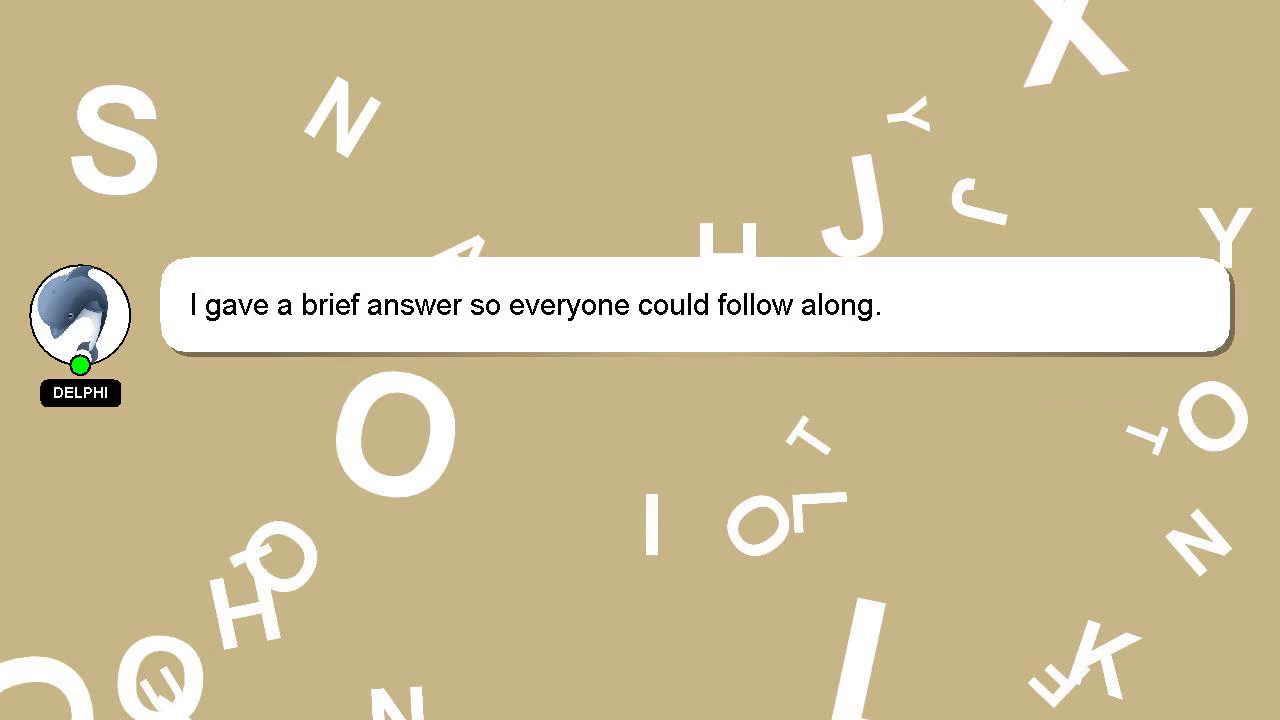 S
N
X
Y
J
J
Y
H
A
I gave a brief answer so everyone could follow along.
DELPHI
O
T
T
O
I
O
L
N
O
T
H
O
U
N
I
K
E